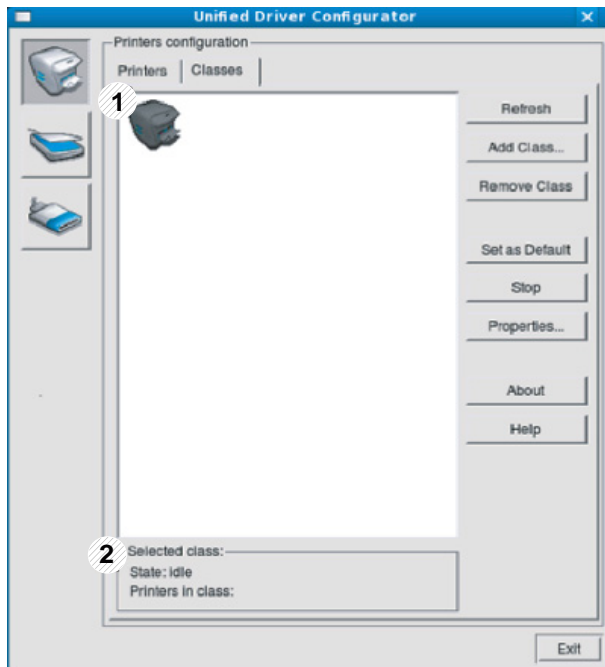 Unified Driver Configurator
Printers configuration
Printers
Classes
1
Refresh
Add Class...
Remove Class
Set as Default
Stop
Properties...
About
Help
2
Selected class:
State: idle
Printers in class:
Exit